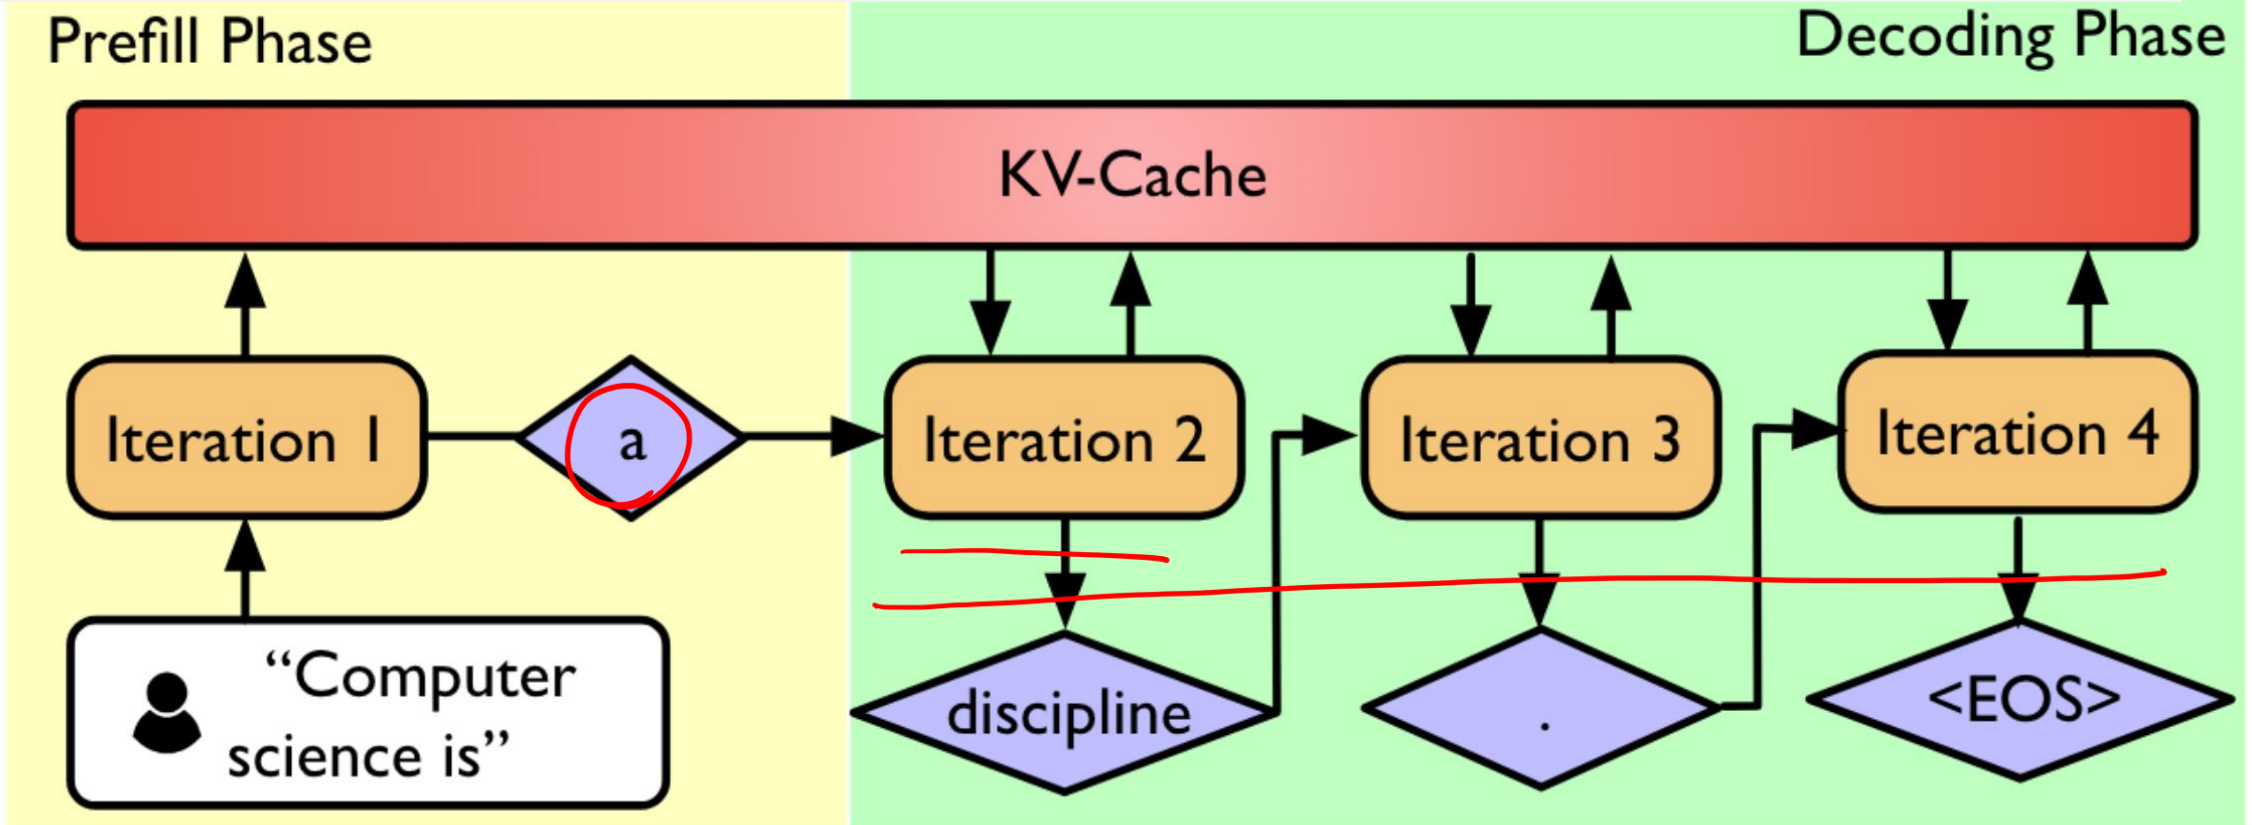 Prefill Phase
Decoding Phase
KV-Cache
Iteration 1
a
Iteration 2
Iteration 3
Iteration 4
“Computer
science is”
discipline
.
<EOS>